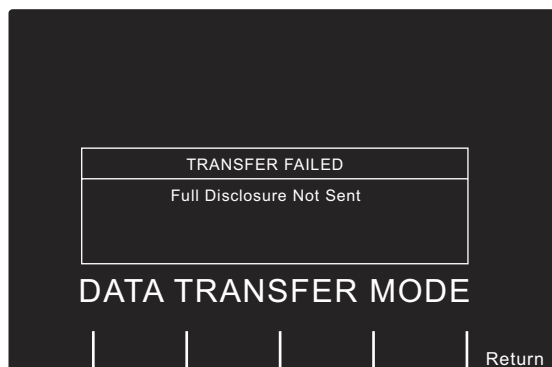 TRANSFER FAILED
Full Disclosure Not Sent
DATA TRANSFER MODE
Return